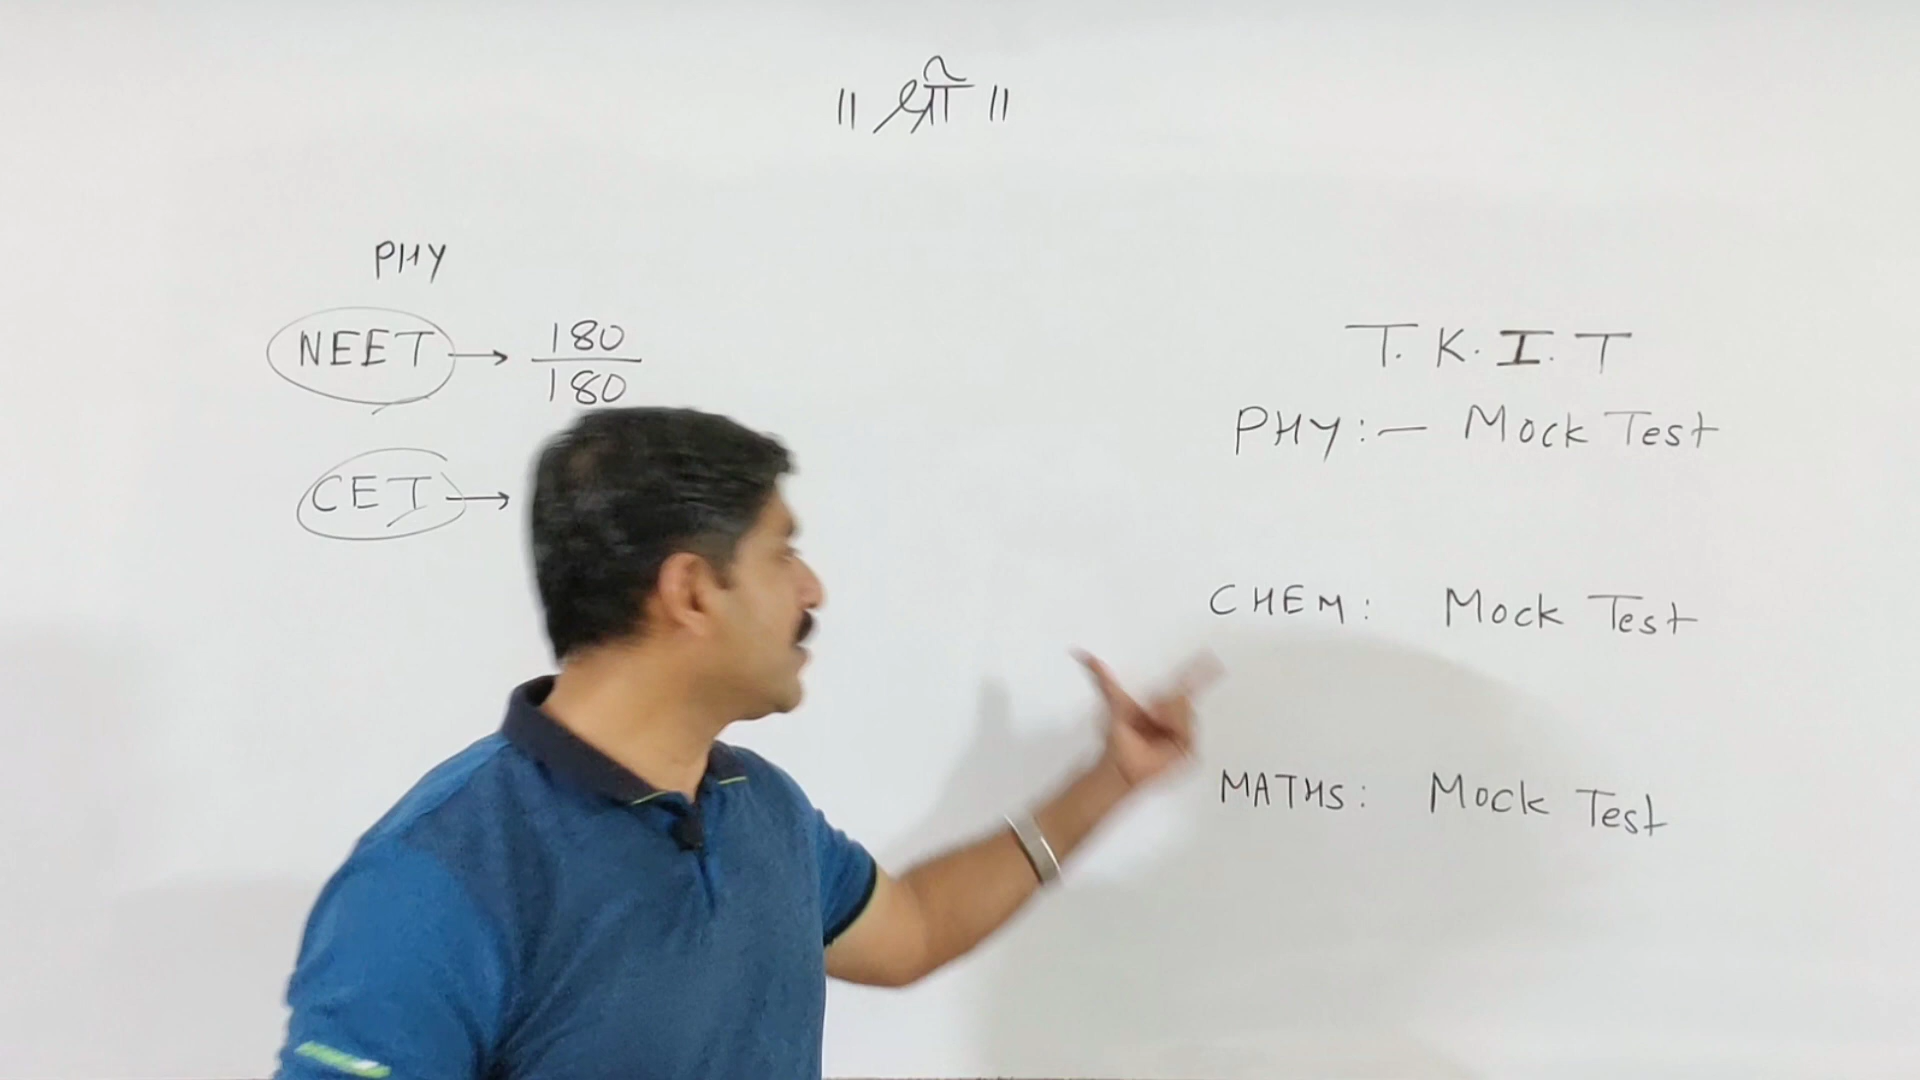 ॥ श्री ॥
PHY
NEET → 180/180
CET →
T. K. I. T
PHY :— Mock Test
CHEM : Mock Test
MATHS : Mock Test